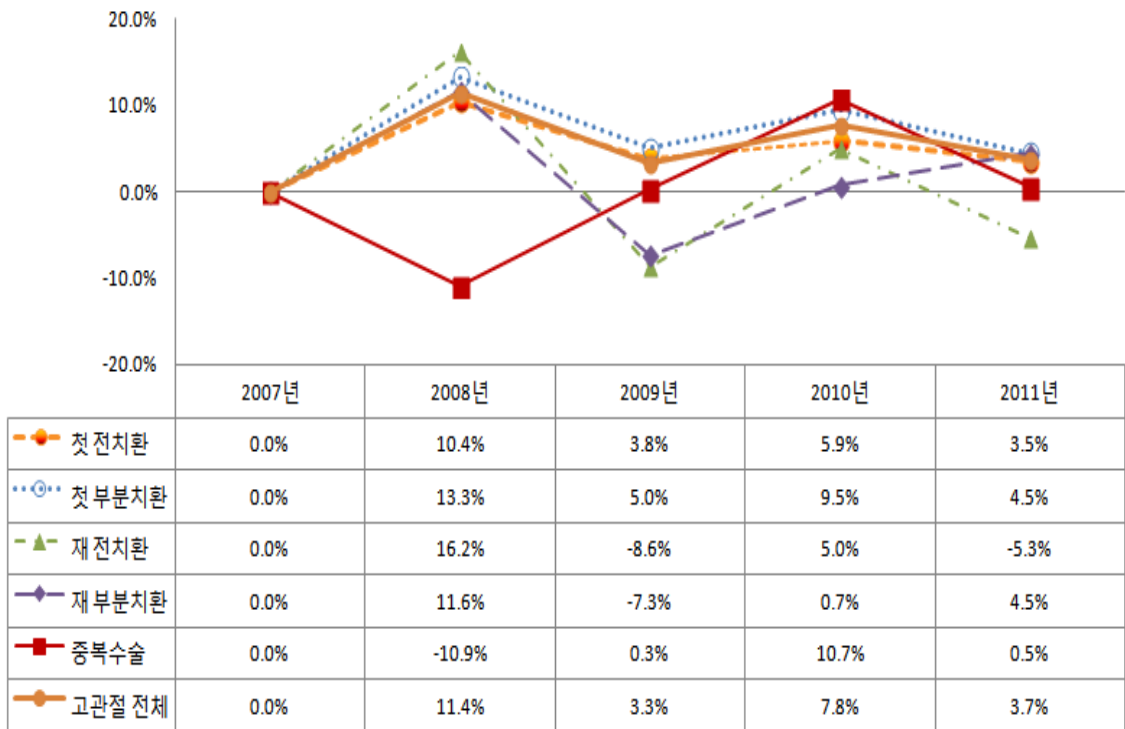 20.0%
10.0%
0.0%
-10.0%
-20.0%
2007년 2008년 2009년 2010년 2011년
첫 전치환 0.0% 10.4% 3.8% 5.9% 3.5%
첫 부분치환 0.0% 13.3% 5.0% 9.5% 4.5%
재 전치환 0.0% 16.2% -8.6% 5.0% -5.3%
재 부분치환 0.0% 11.6% -7.3% 0.7% 4.5%
중복수술 0.0% -10.9% 0.3% 10.7% 0.5%
고관절 전체 0.0% 11.4% 3.3% 7.8% 3.7%